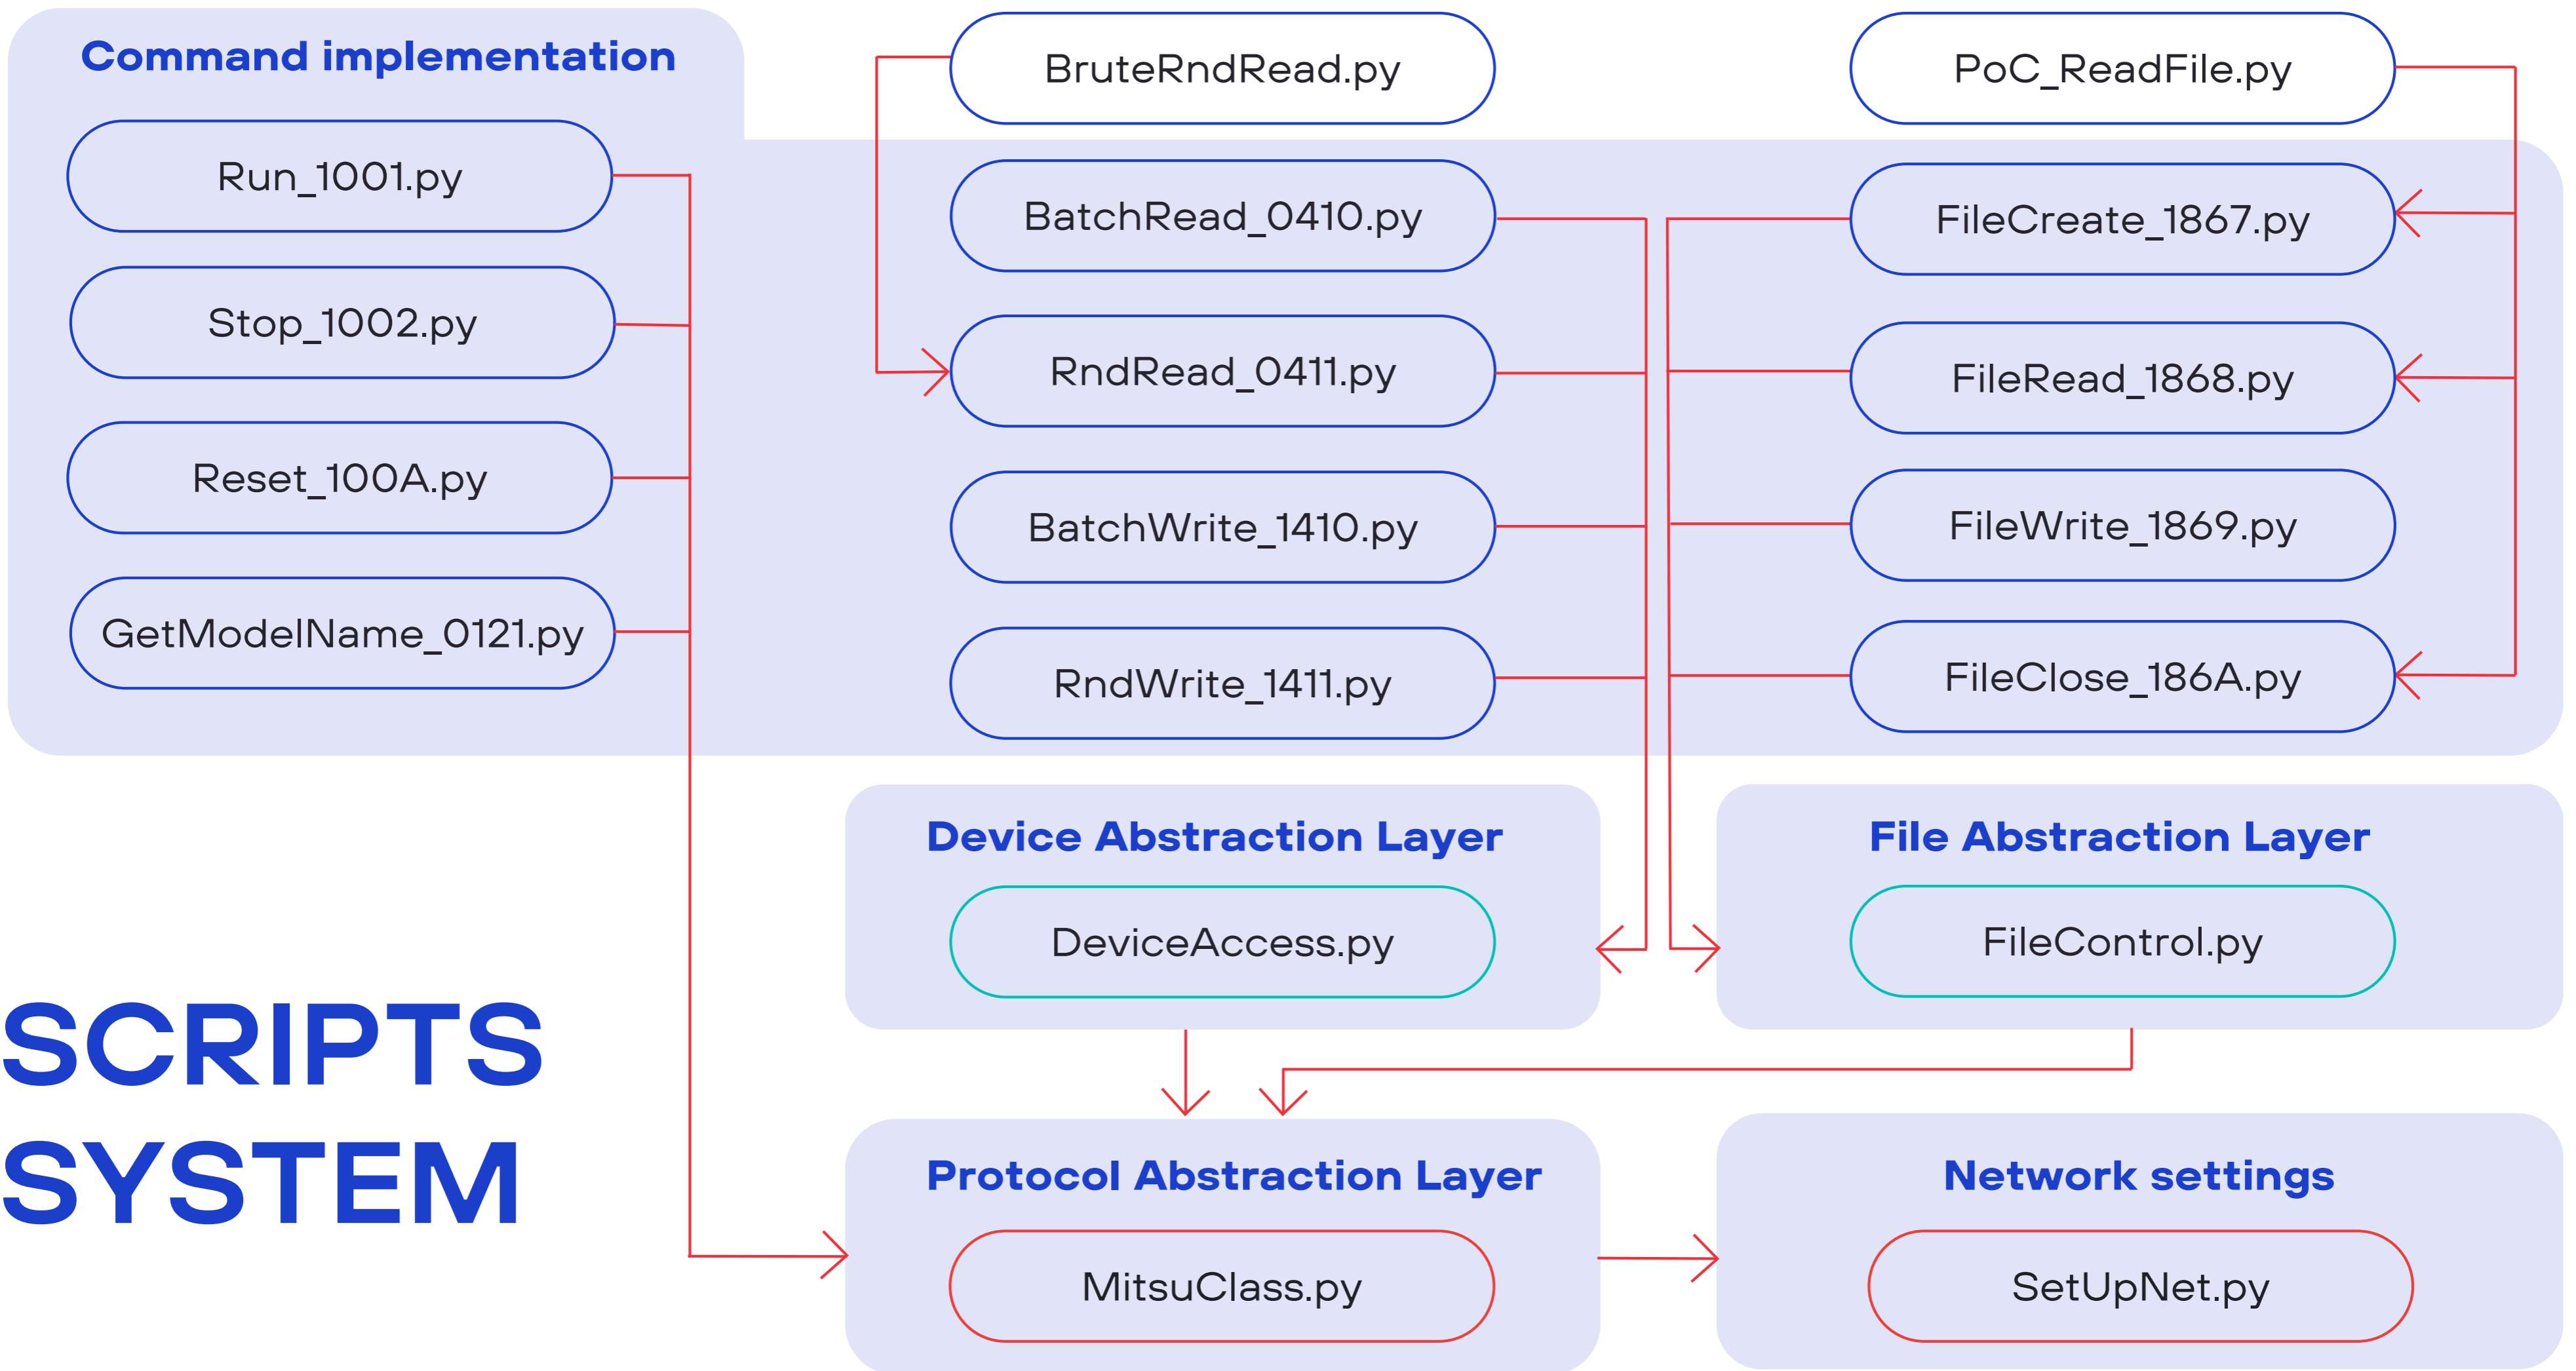 Command implementation
Run_1001.py
Stop_1002.py
Reset_100A.py
GetModelName_0121.py
BruteRndRead.py
BatchRead_0410.py
RndRead_0411.py
BatchWrite_1410.py
RndWrite_1411.py
PoC_ReadFile.py
FileCreate_1867.py
FileRead_1868.py
FileWrite_1869.py
FileClose_186A.py
Device Abstraction Layer
DeviceAccess.py
File Abstraction Layer
FileControl.py
SCRIPTS
SYSTEM
Protocol Abstraction Layer
MitsuClass.py
Network settings
SetUpNet.py